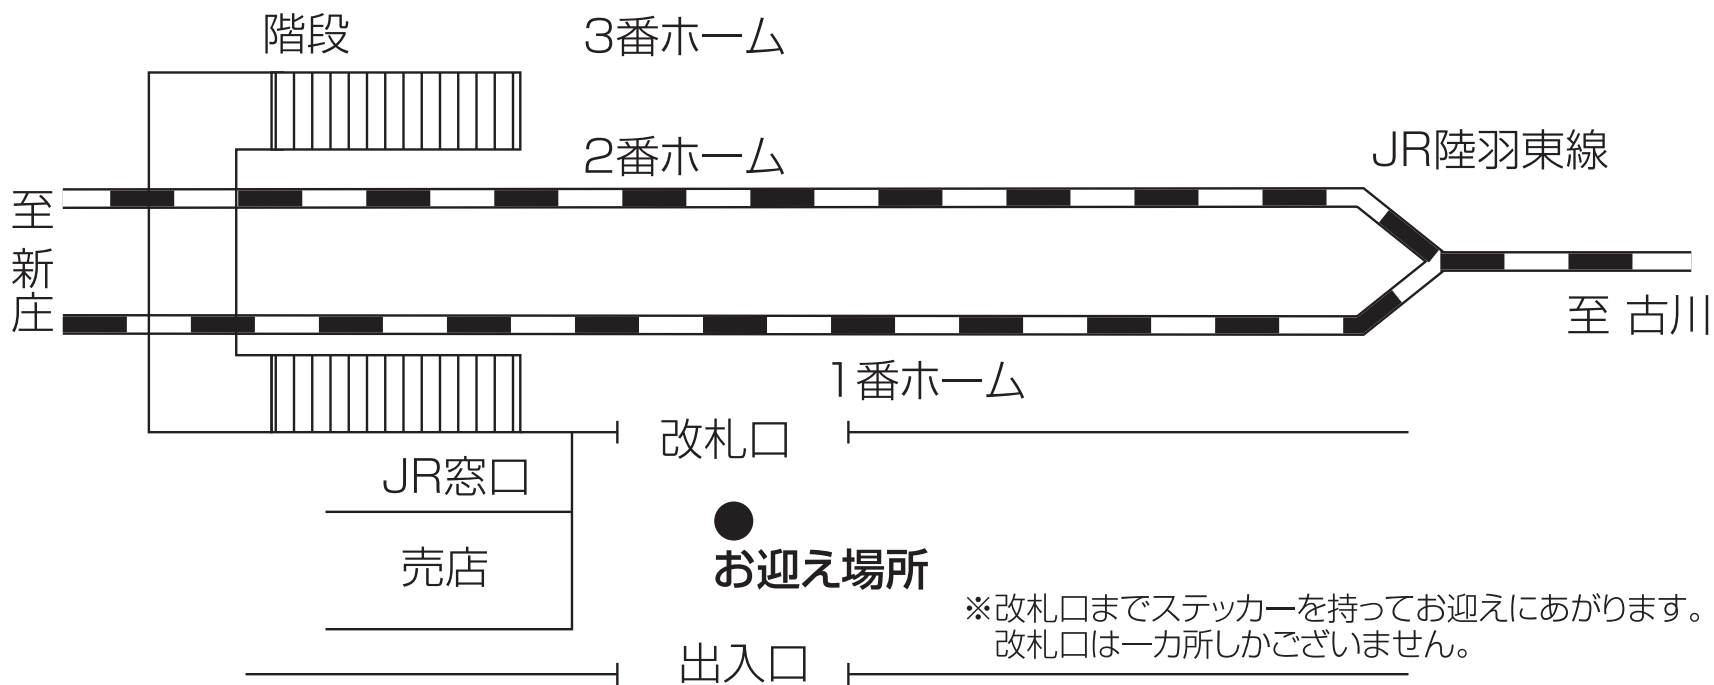 階段
3番ホーム
2番ホーム
JR陸羽東線
至
新庄
至 古川
1番ホーム
改札口
JR窓口
売店
お迎え場所
※改札口までステッカーを持ってお迎えにあがります。
改札口は一カ所しかございません。
出入口